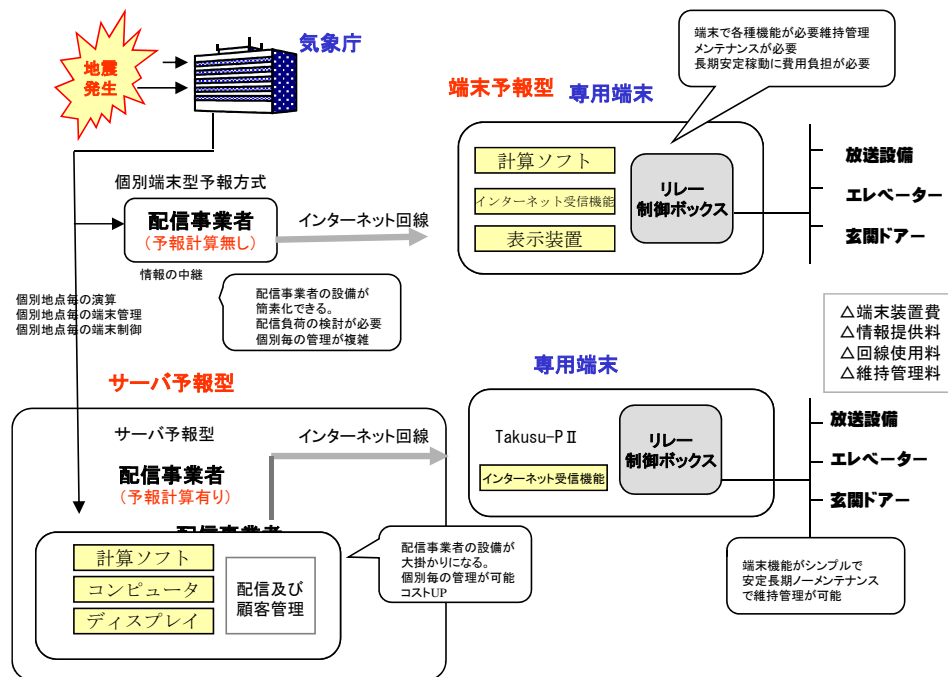 地震
発生
気象庁
端末で各種機能が必要維持管理
メンテナンスが必要
長期安定稼動に費用負担が必要
端末予報型 専用端末
計算ソフト
インターネット受信機能
表示装置
リレー
制御ボックス
放送設備
エレベーター
玄関ドアー
個別端末型予報方式
配信事業者
(予報計算無し)
インターネット回線
情報の中継
配信事業者の設備が
簡素化できる。
配信負荷の検討が必要
個別毎の管理が複雑
個別地点毎の演算
個別地点毎の端末管理
個別地点毎の端末制御
△端末装置費
△情報提供料
△回線使用料
△維持管理料
サーバ予報型
サーバ予報型
配信事業者
(予報計算有り)
インターネット回線
配信事業者
計算ソフト
コンピュータ
ディスプレイ
配信及び
顧客管理
配信事業者の設備が
大掛かりになる。
個別毎の管理が可能
コストUP
専用端末
Takusu-PⅡ
インターネット受信機能
リレー
制御ボックス
放送設備
エレベーター
玄関ドアー
端末機能がシンプルで
安定長期ノーメンテナンス
で維持管理が可能